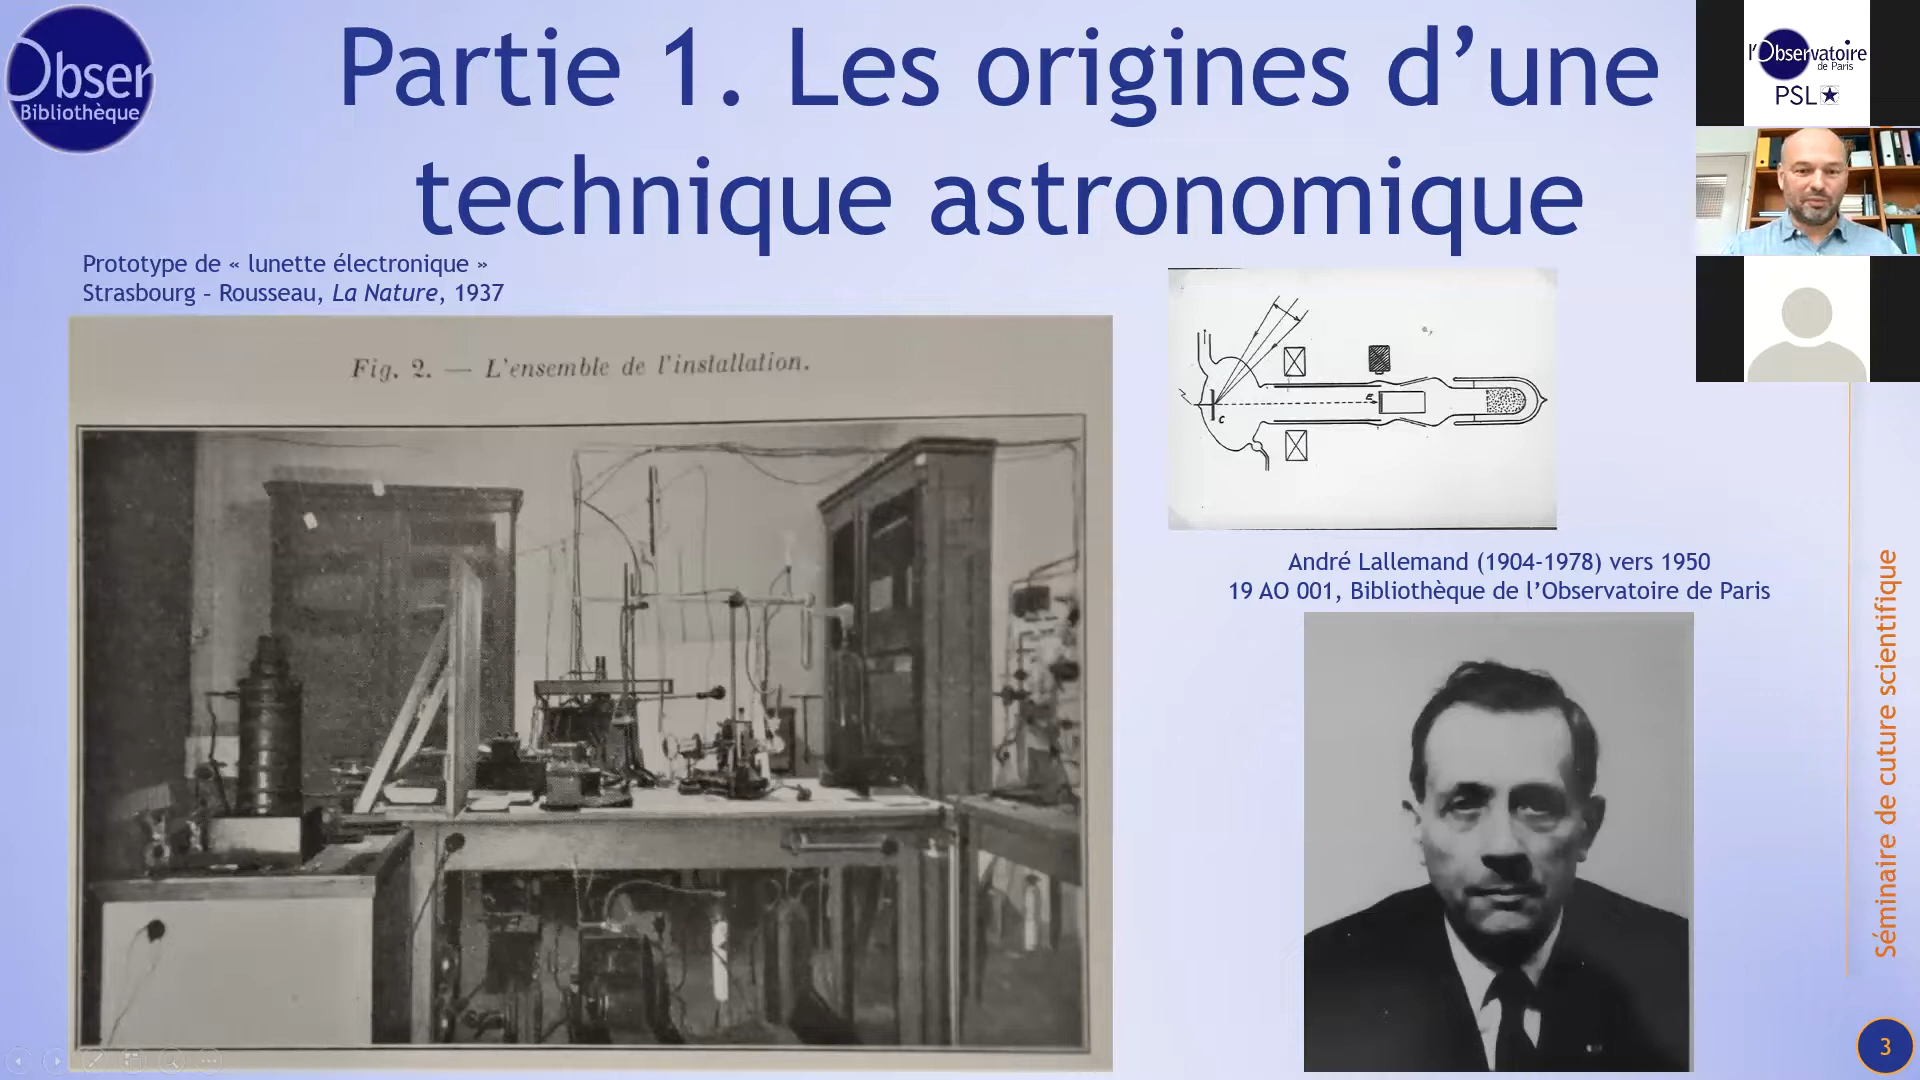 Obser
Bibliothèque
Partie 1. Les origines d’une
technique astronomique
l'Observatoire
de Paris
PSL
Prototype de « lunette électronique »
Strasbourg – Rousseau, La Nature, 1937
Fig. 2. — L'ensemble de l'installation.
C
E
André Lallemand (1904-1978) vers 1950
19 AO 001, Bibliothèque de l’Observatoire de Paris
Séminaire de cuture scientifique
3